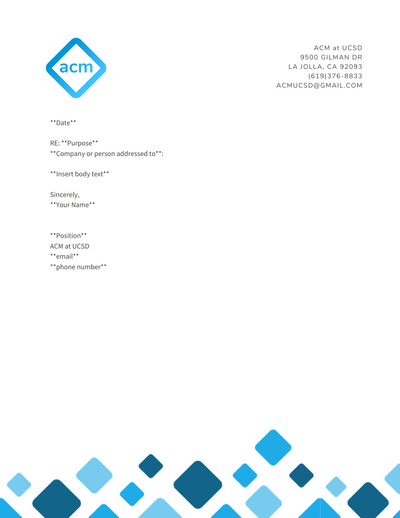 acm
ACM at UCSD
9500 GILMAN DR
LA JOLLA, CA 92093
(619)376-8833
ACMUCSD@GMAIL.COM
**Date**
RE: **Purpose**
**Company or person addressed to**:
**Insert body text**
Sincerely,
**Your Name**
**Position**
ACM at UCSD
**email**
**phone number**